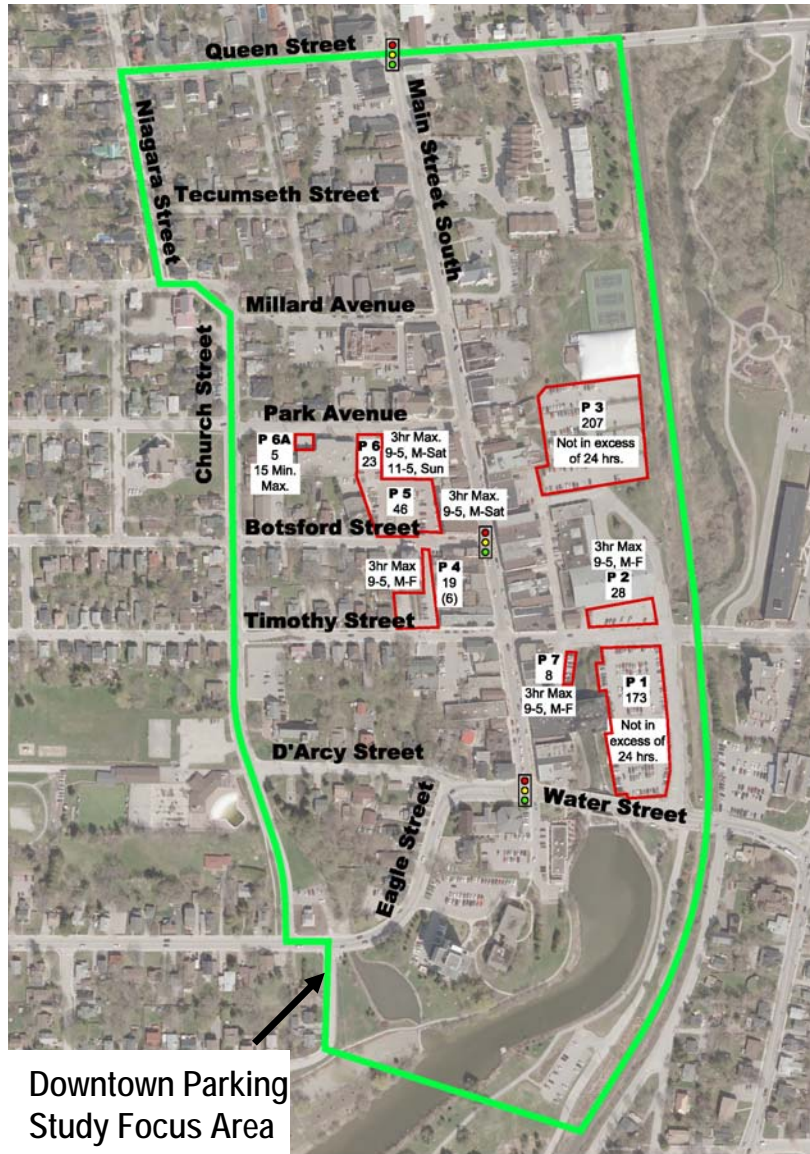 Queen Street
Main Street South
Niagara Street
Tecumseth Street
Millard Avenue
Church Street
Park Avenue
P 6A
5
15 Min.
Max.
P 6
23
3hr Max.
9-5, M-Sat
11-5, Sun
P 5
46
3hr Max.
9-5, M-Sat
P 3
207
Not in excess
of 24 hrs.
Botsford Street
3hr Max
9-5, M-F
P 4
19
(6)
3hr Max
9-5, M-F
P 2
28
Timothy Street
P 7
8
3hr Max
9-5, M-F
P 1
173
Not in
excess of
24 hrs.
D'Arcy Street
Water Street
Eagle Street
Downtown Parking
Study Focus Area